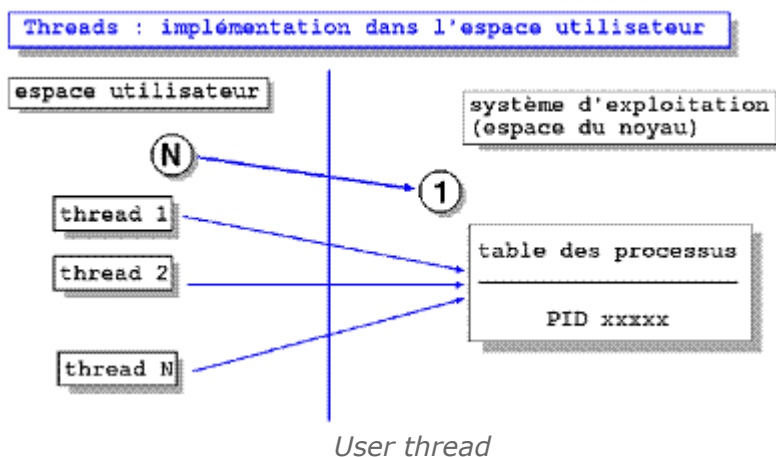 Threads : implémentation dans l'espace utilisateur
espace utilisateur
système d'exploitation
(espace du noyau)
N
1
thread 1
table des processus
thread 2
PID xxxxx
thread N
User thread